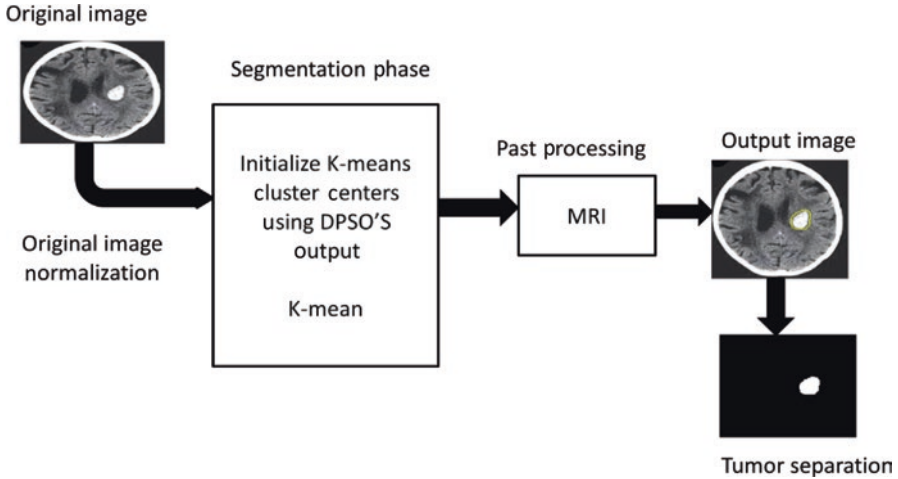 Original image
Original image
normalization
Segmentation phase
Initialize K-means
cluster centers
using DPSO'S
output
K-mean
Past processing
MRI
Output image
Tumor separation